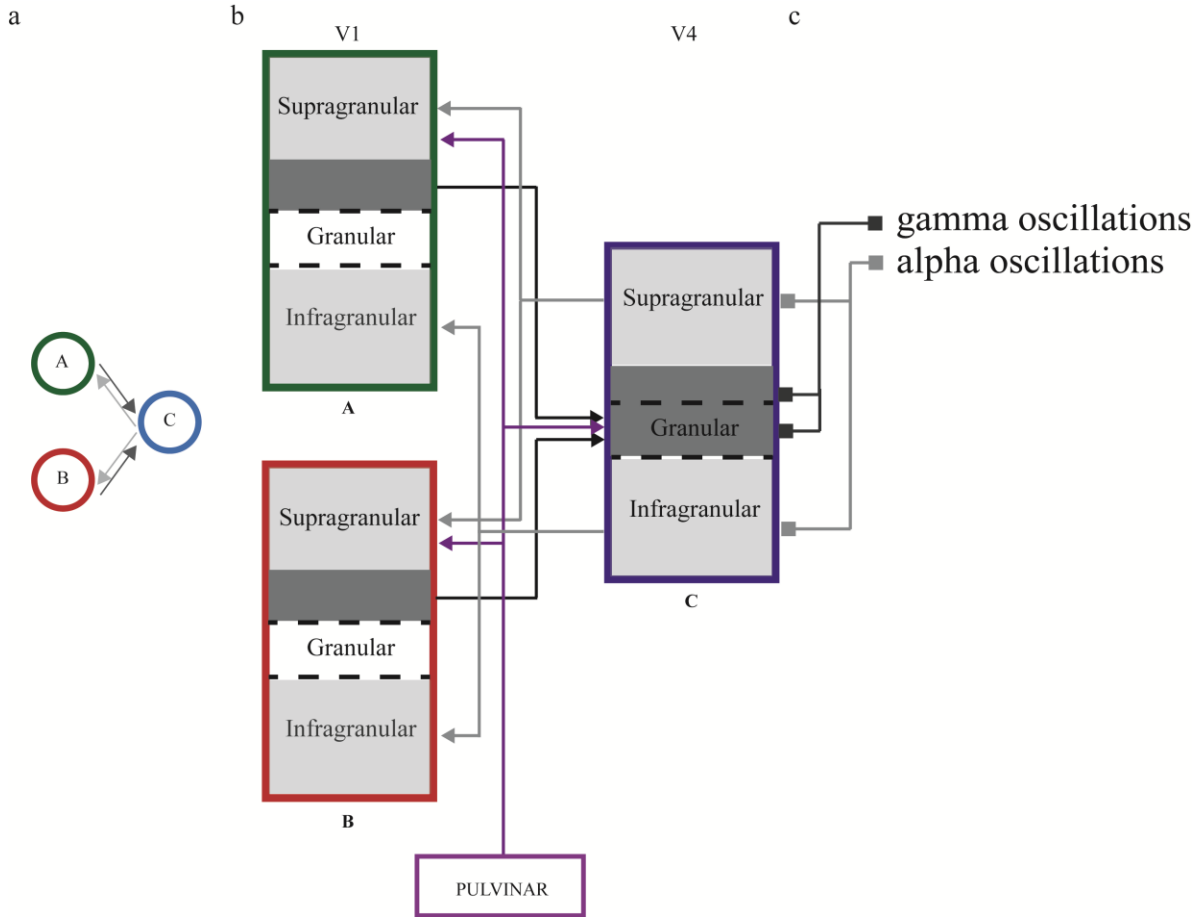 a
b
c
V1
V4
Supragranular
Granular
Infragranular
A
Supragranular
Granular
Infragranular
C
gamma oscillations
alpha oscillations
A
C
B
Supragranular
Granular
Infragranular
B
PULVINAR